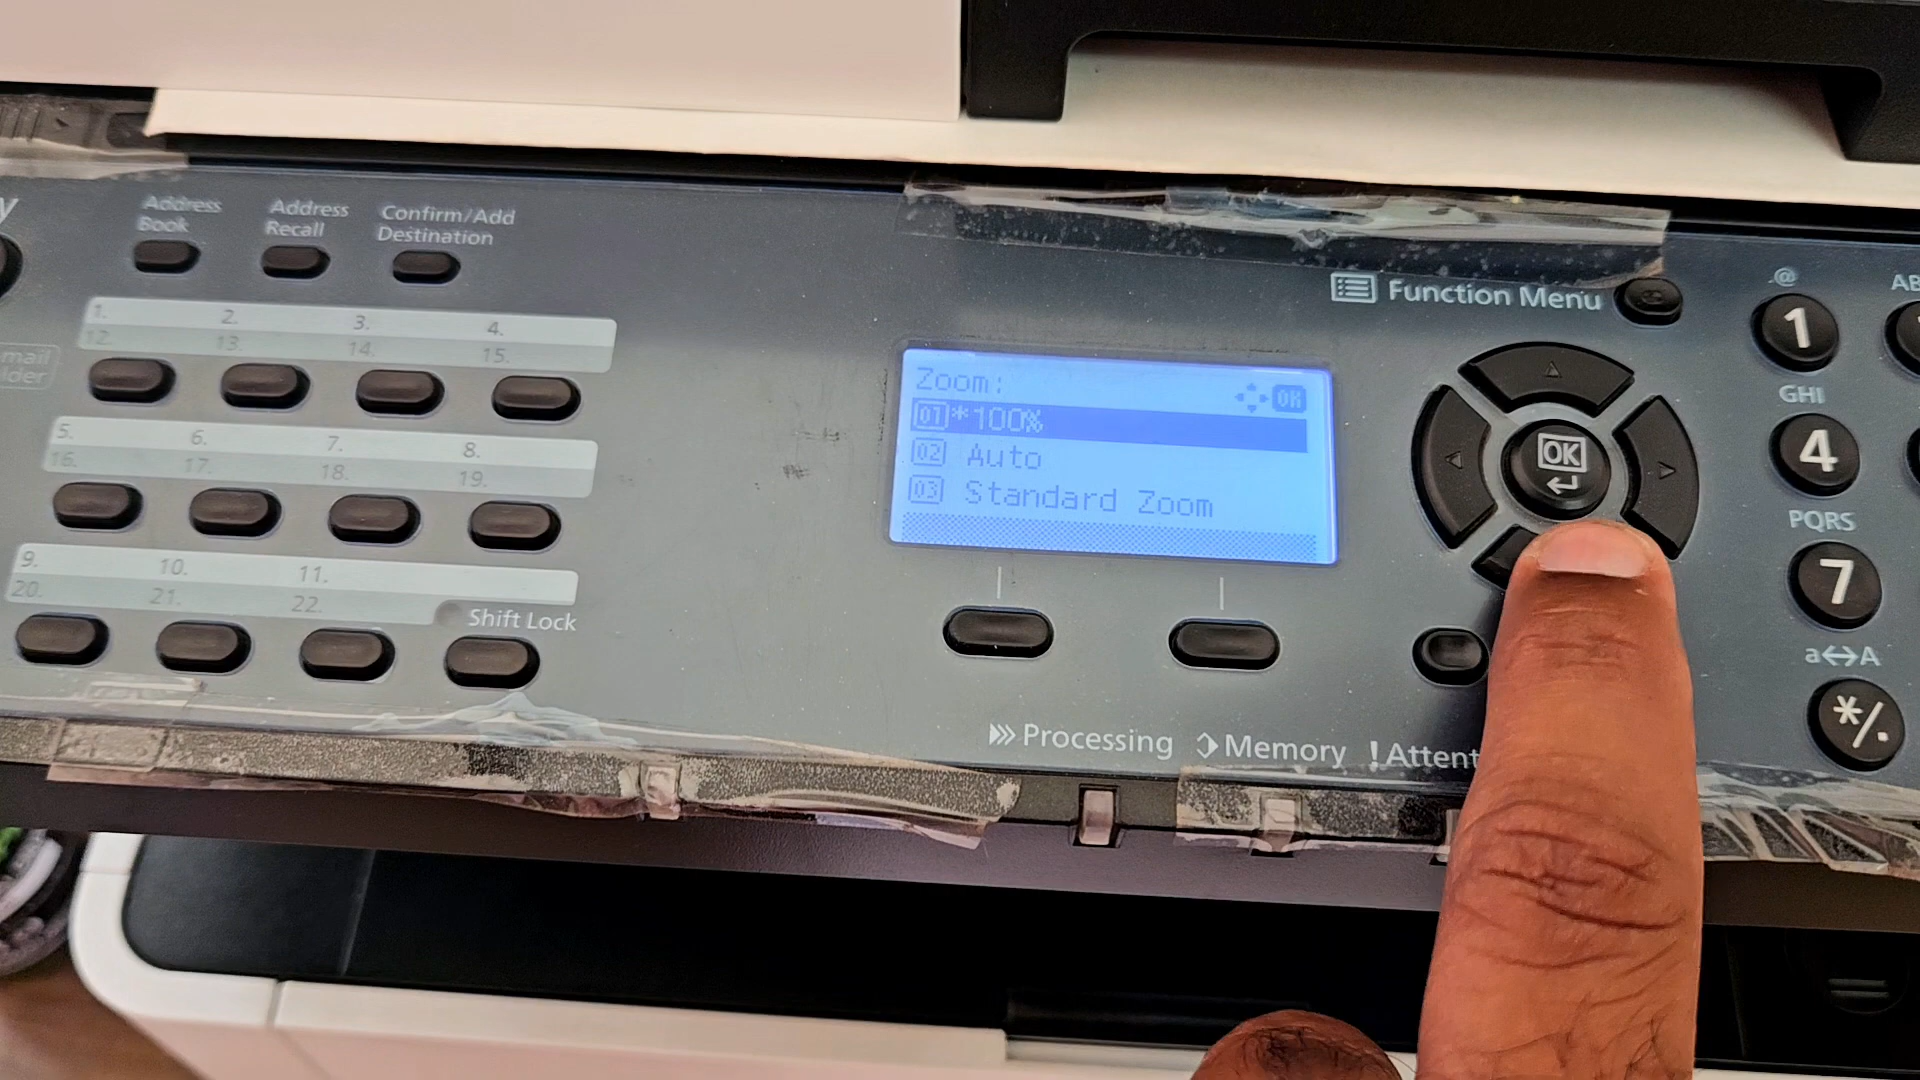 Address Book
Address Recall
Confirm/Add Destination
1. 2. 3. 4.
12. 13. 14. 15.
5. 6. 7. 8.
16. 17. 18. 19.
9. 10. 11.
20. 21. 22.
Shift Lock
Function Menu
Zoom: OK
01 *100%
02 Auto
03 Standard Zoom
OK
Processing Memory !Attent
.@
1
GHI
4
PQRS
7
a↔A
*/.